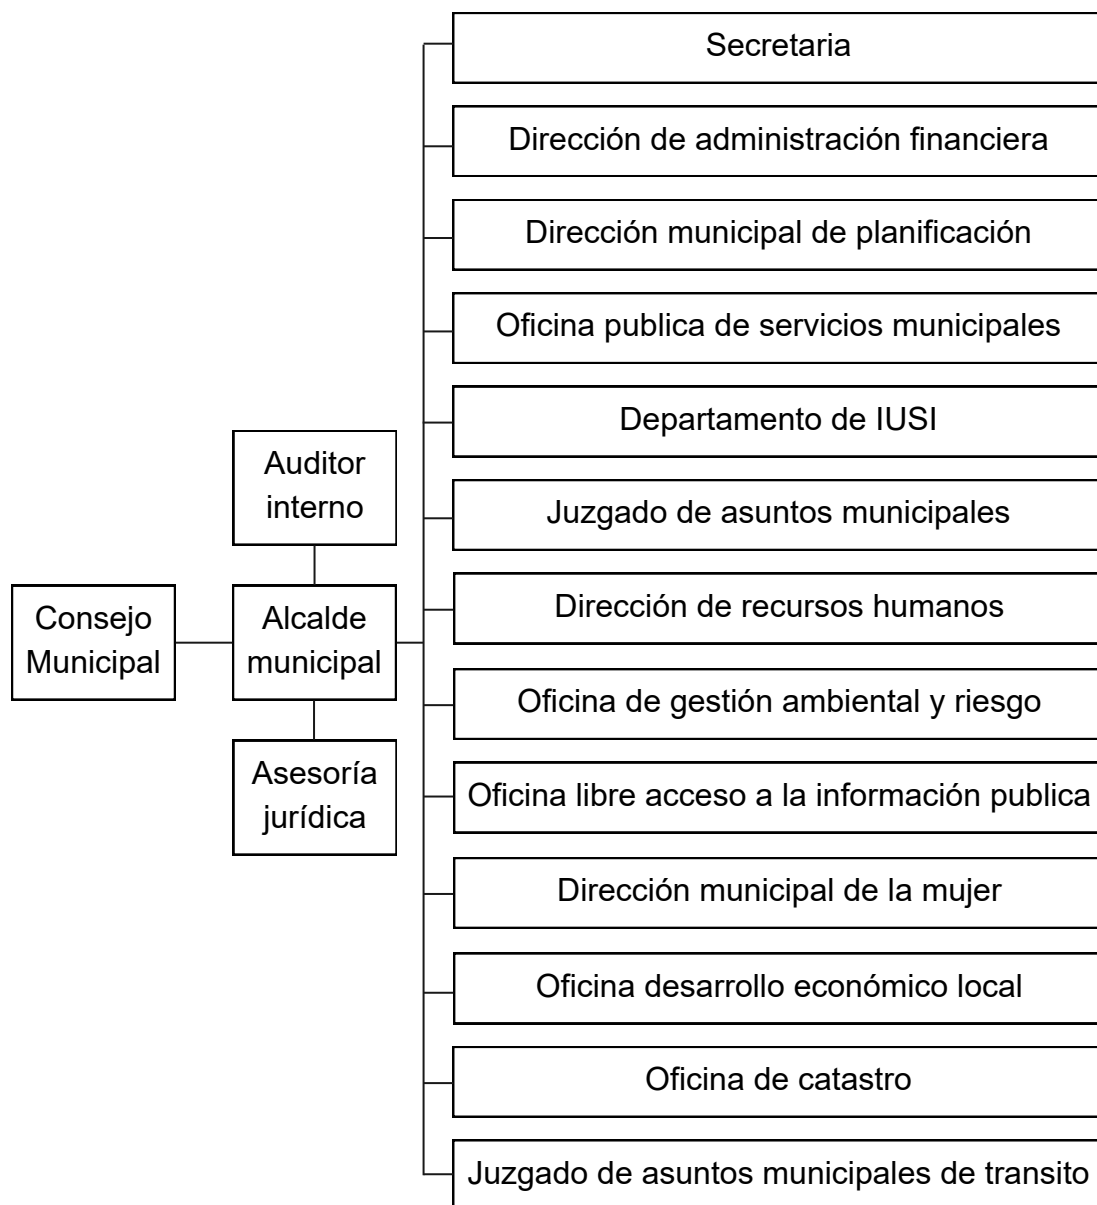 Secretaria
Dirección de administración financiera
Dirección municipal de planificación
Oficina publica de servicios municipales
Departamento de IUSI
Auditor
interno
Juzgado de asuntos municipales
Consejo
Municipal
Alcalde
municipal
Dirección de recursos humanos
Oficina de gestión ambiental y riesgo
Asesoría
jurídica
Oficina libre acceso a la información publica
Dirección municipal de la mujer
Oficina desarrollo económico local
Oficina de catastro
Juzgado de asuntos municipales de transito